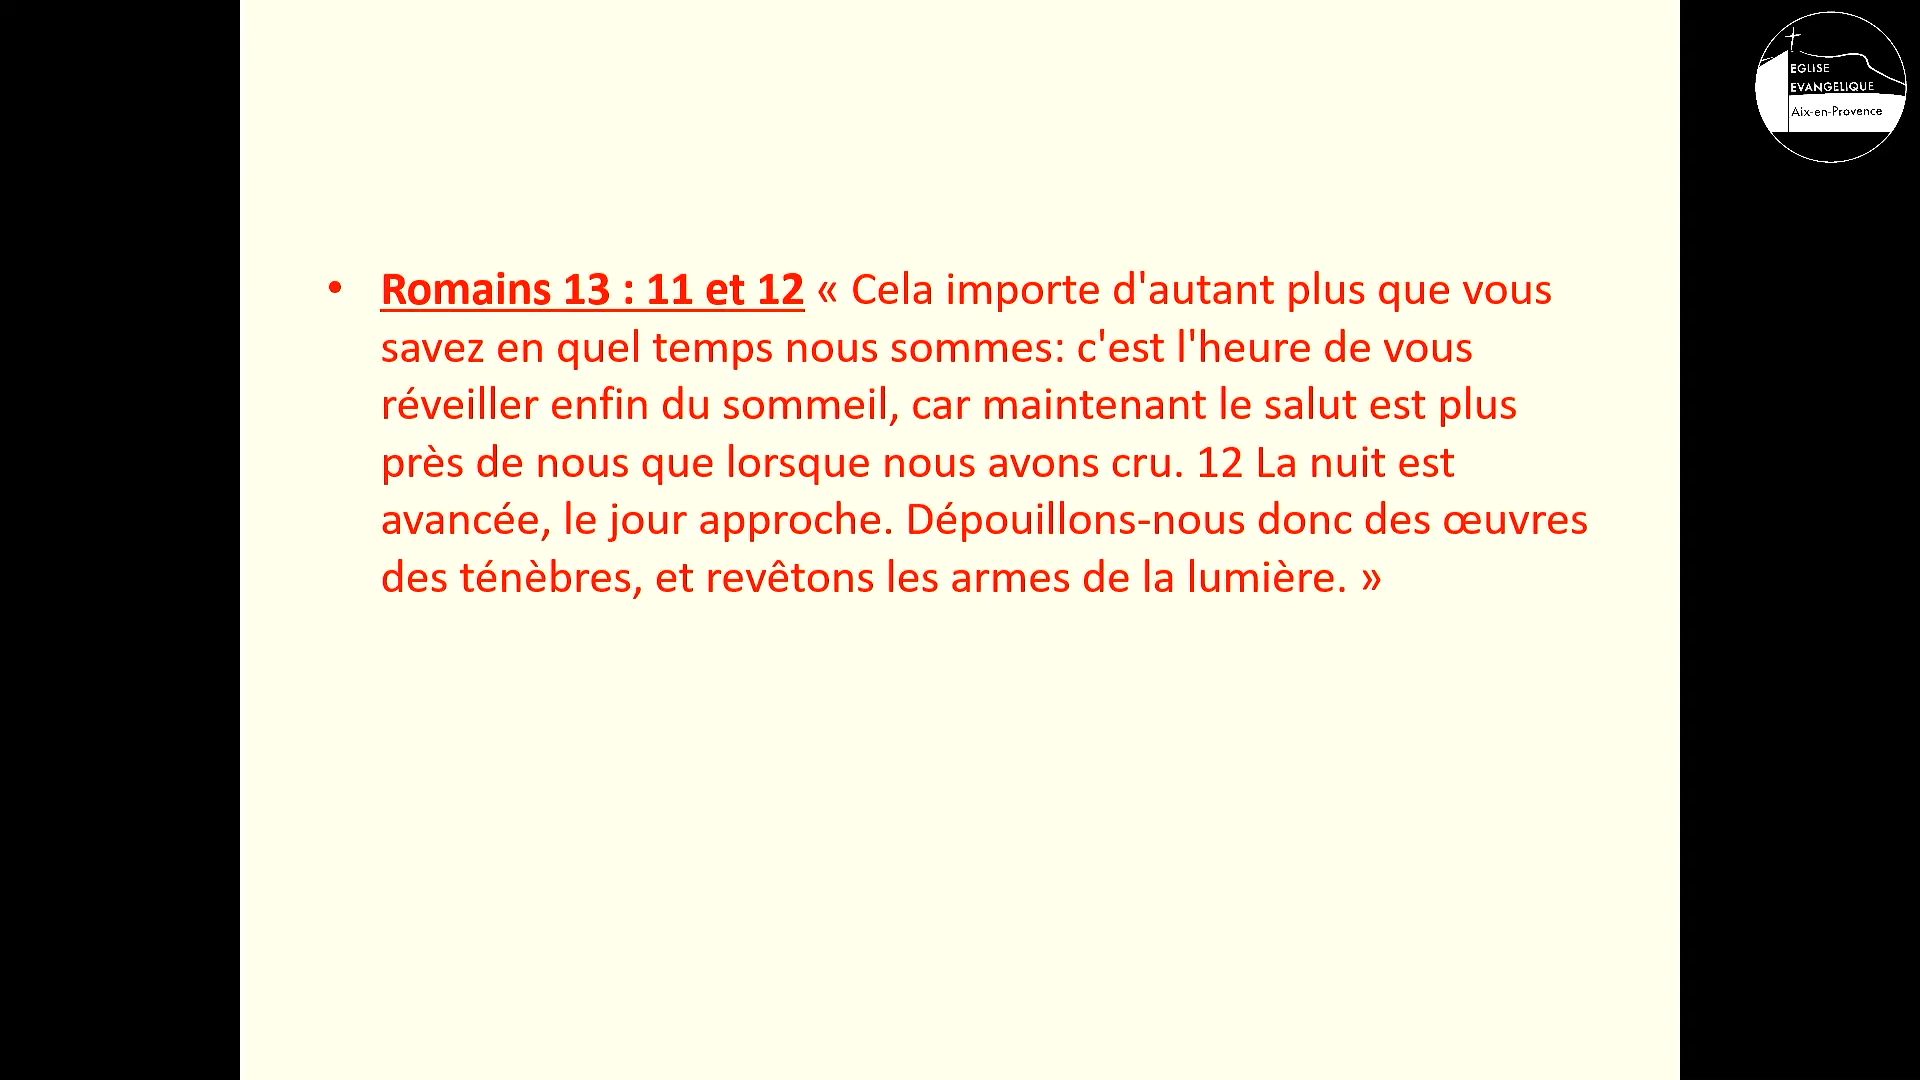 • Romains 13 : 11 et 12 « Cela importe d'autant plus que vous
savez en quel temps nous sommes: c'est l'heure de vous
réveiller enfin du sommeil, car maintenant le salut est plus
près de nous que lorsque nous avons cru. 12 La nuit est
avancée, le jour approche. Dépouillons-nous donc des œuvres
des ténèbres, et revêtons les armes de la lumière. »
EGLISE
EVANGELIQUE
Aix-en-Provence